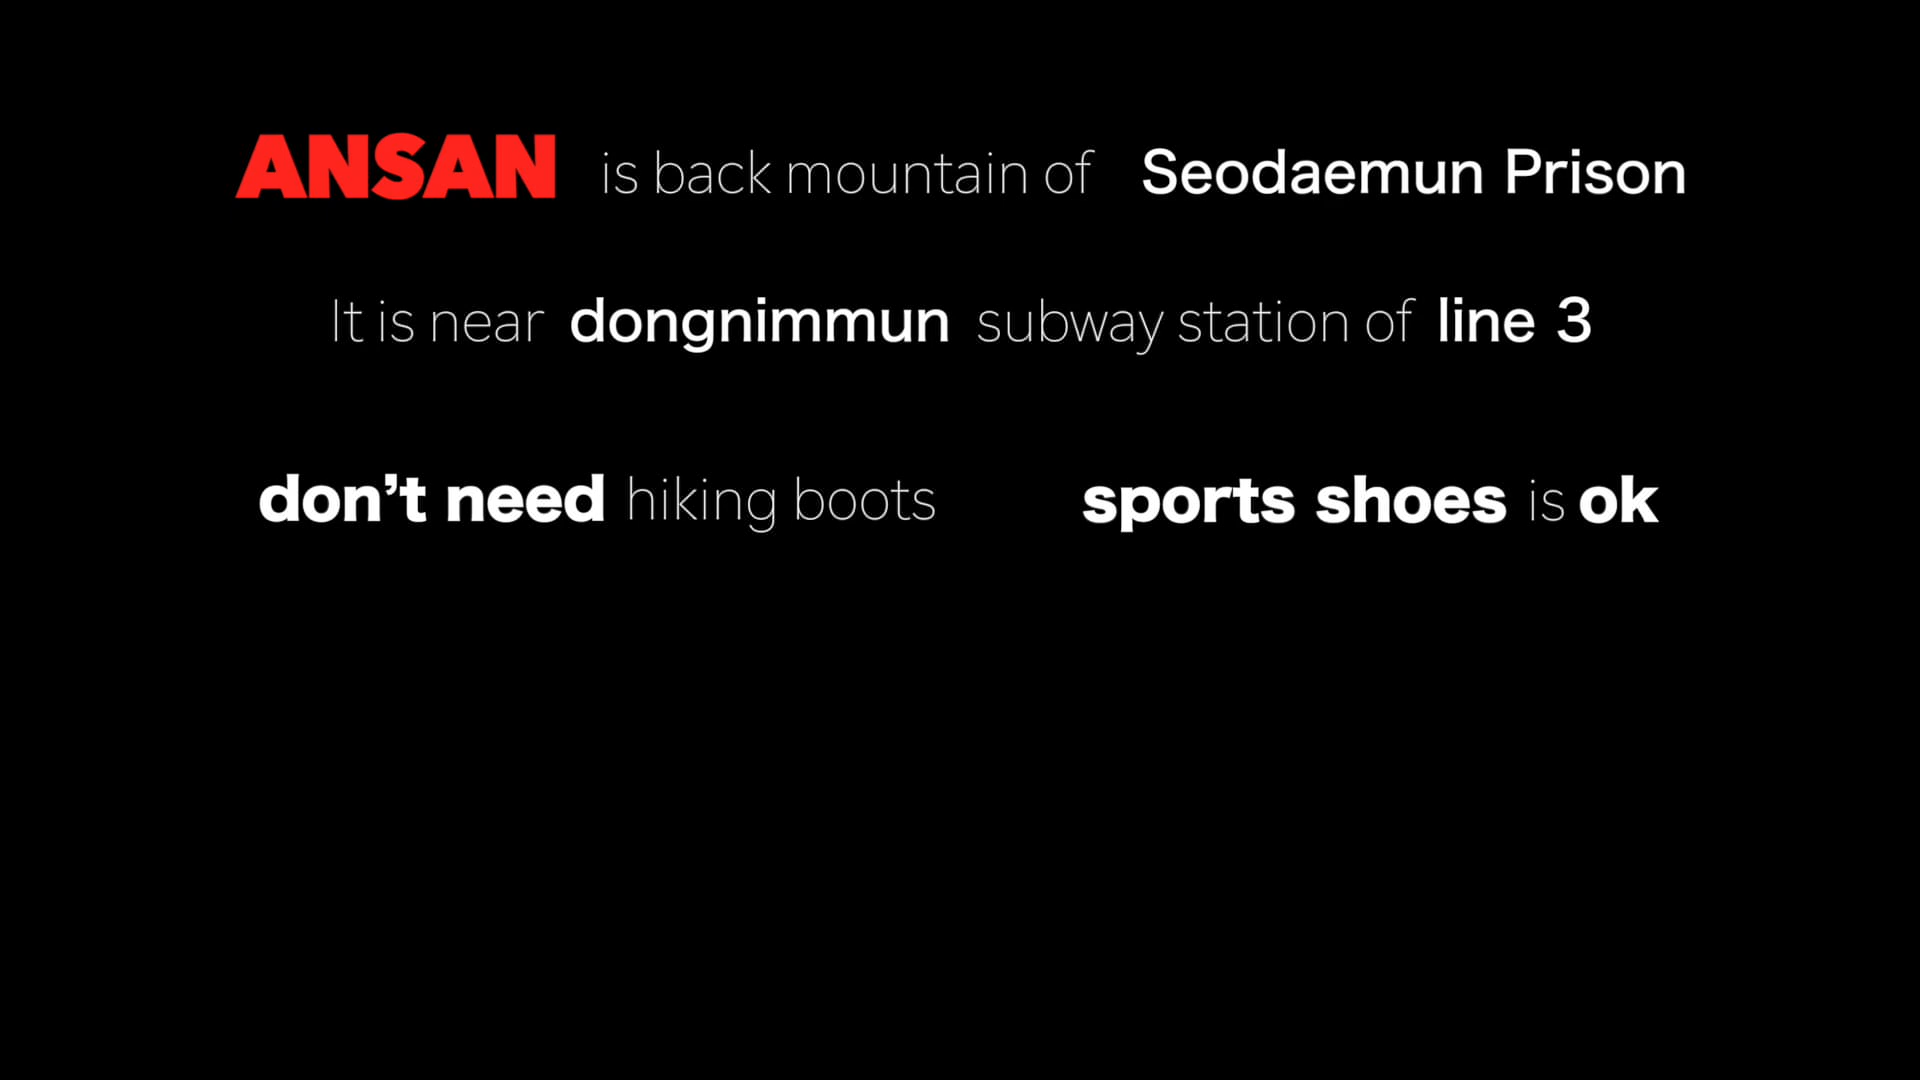 ANSAN is back mountain of Seodaemun Prison
It is near dongnimmun subway station of line 3
don’t need hiking boots sports shoes is ok